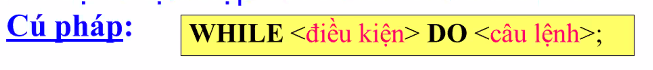 Cú pháp: WHILE <điều kiện> DO <câu lệnh>;